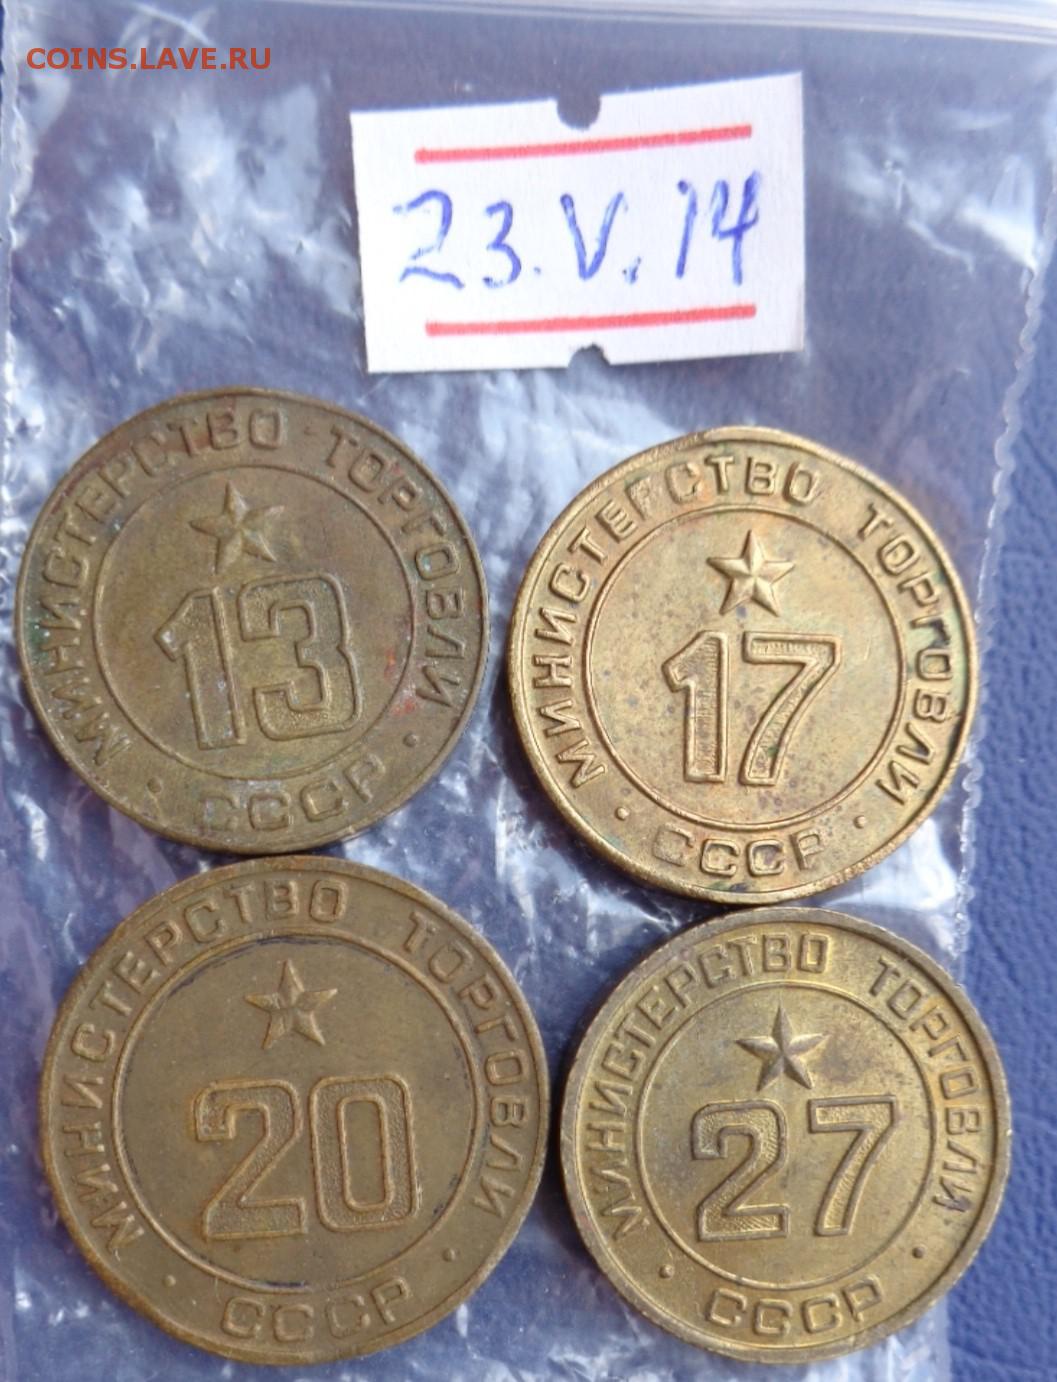 COINS.LAVE.RU
23.V.14
МИНИСТЕРСТВО ТОРГОВЛИ
13
· СССР ·
МИНИСТЕРСТВО ТОРГОВЛИ
17
· СССР ·
МИНИСТЕРСТВО ТОРГОВЛИ
20
· СССР ·
МИНИСТЕРСТВО ТОРГОВЛИ
27
· СССР ·